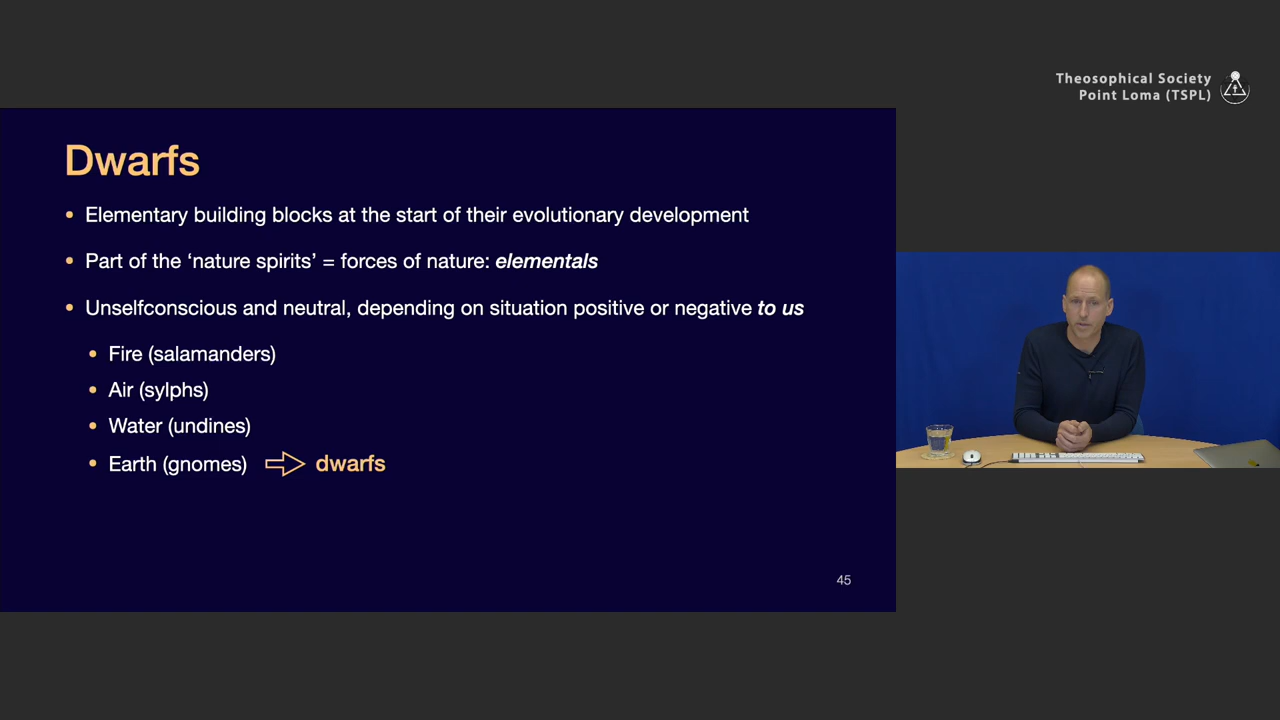 Theosophical Society
Point Loma (TSPL)
Dwarfs
• Elementary building blocks at the start of their evolutionary development
• Part of the ‘nature spirits’ = forces of nature: elementals
• Unselfconscious and neutral, depending on situation positive or negative to us
• Fire (salamanders)
• Air (sylphs)
• Water (undines)
• Earth (gnomes) ⇨ dwarfs
45